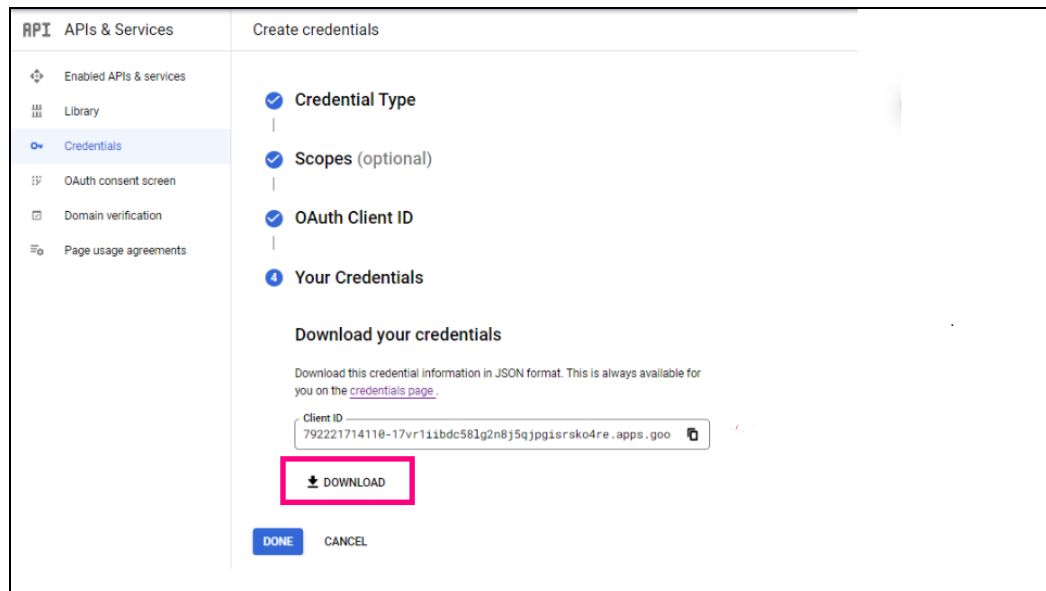 API APIs & Services
Create credentials
Enabled APIs & services
Library
Credentials
OAuth consent screen
Domain verification
Page usage agreements
Credential Type
Scopes (optional)
OAuth Client ID
4 Your Credentials
Download your credentials
Download this credential information in JSON format. This is always available for
you on the credentials page .
Client ID
792221714110-17vr1iibdc58lg2n8j5qjpgisrsko4re.apps.goo
DOWNLOAD
DONE CANCEL